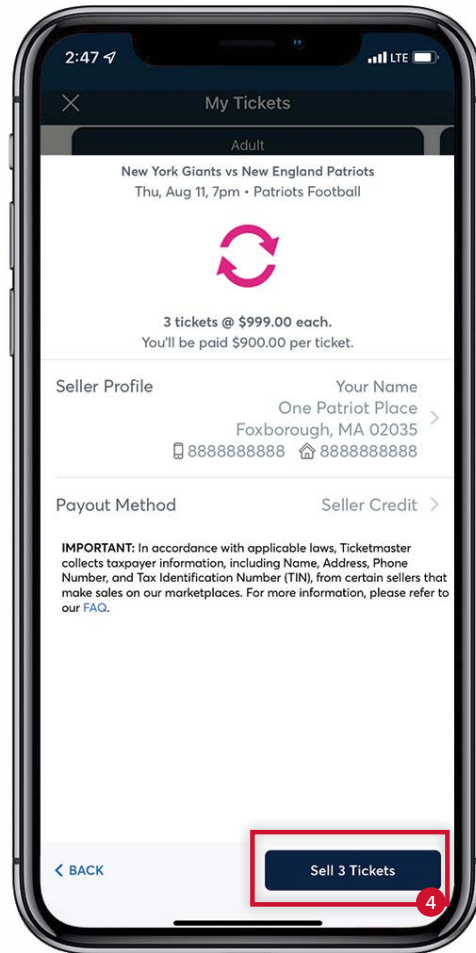 2:47
LTE
My Tickets
Adult
New York Giants vs New England Patriots
Thu, Aug 11, 7pm • Patriots Football
3 tickets @ $999.00 each.
You'll be paid $900.00 per ticket.
Seller Profile
Your Name
One Patriot Place
Foxborough, MA 02035
8888888888 8888888888
Payout Method
Seller Credit
IMPORTANT: In accordance with applicable laws, Ticketmaster
collects taxpayer information, including Name, Address, Phone
Number, and Tax Identification Number (TIN), from certain sellers that
make sales on our marketplaces. For more information, please refer to
our FAQ.
BACK
Sell 3 Tickets
4